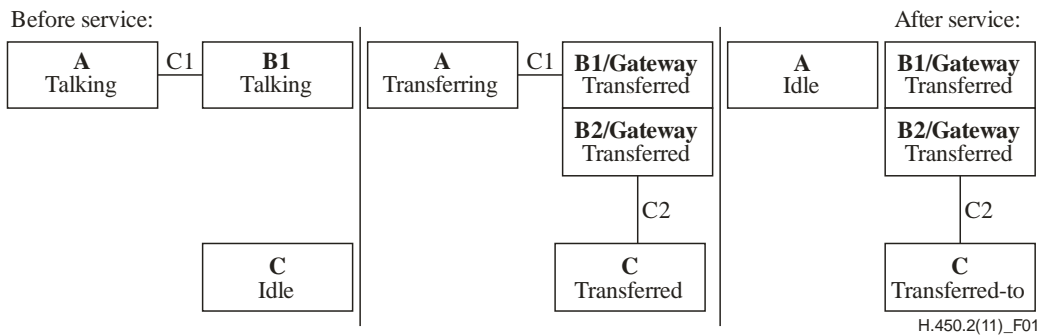 Before service:
After service:
A
Talking
C1
B1
Talking
A
Transferring
C1
B1/Gateway
Transferred
A
Idle
B1/Gateway
Transferred
B2/Gateway
Transferred
B2/Gateway
Transferred
C2
C2
C
Idle
C
Transferred
C
Transferred-to
H.450.2(11)_F01